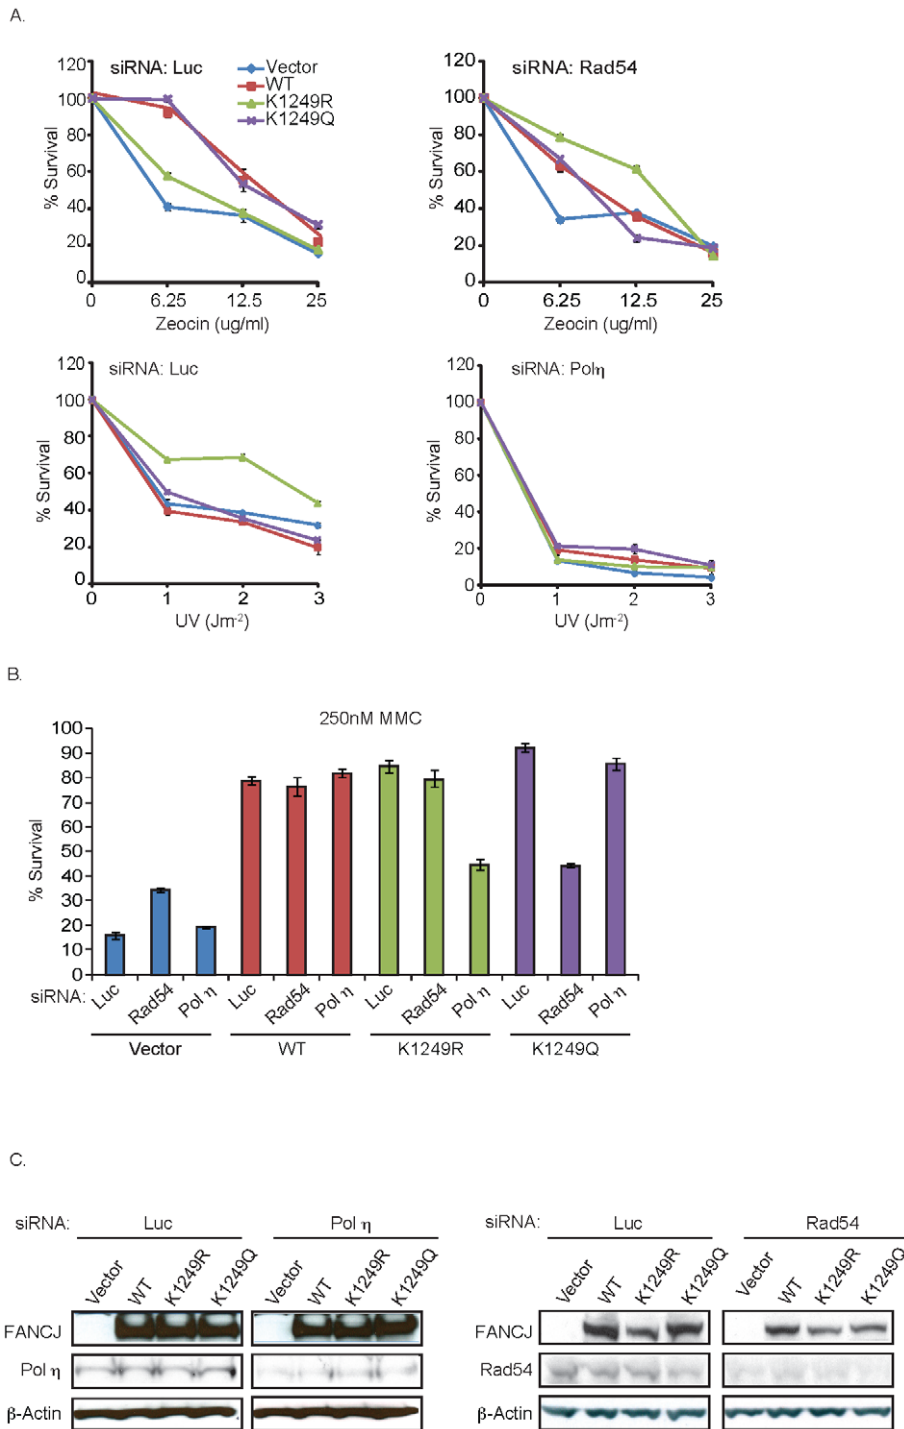 A.
siRNA: Luc
Vector
WT
K1249R
K1249Q
% Survival
120
100
80
60
40
20
0
0 6.25 12.5 25
Zeocin (ug/ml)
siRNA: Rad54
% Survival
120
100
80
60
40
20
0
0 6.25 12.5 25
Zeocin (ug/ml)
siRNA: Luc
% Survival
120
100
80
60
40
20
0
0 1 2 3
UV (Jm-2)
siRNA: Polη
% Survival
120
100
80
60
40
20
0
0 1 2 3
UV (Jm-2)
B.
250nM MMC
% Survival
100
90
80
70
60
50
40
30
20
10
0
siRNA: Luc Rad54 Pol η Luc Rad54 Pol η Luc Rad54 Pol η Luc Rad54 Pol η
Vector WT K1249R K1249Q
C.
siRNA: Luc Pol η
Vector WT K1249R K1249Q Vector WT K1249R K1249Q
FANCJ
Pol η
β-Actin
siRNA: Luc Rad54
Vector WT K1249R K1249Q Vector WT K1249R K1249Q
FANCJ
Rad54
β-Actin